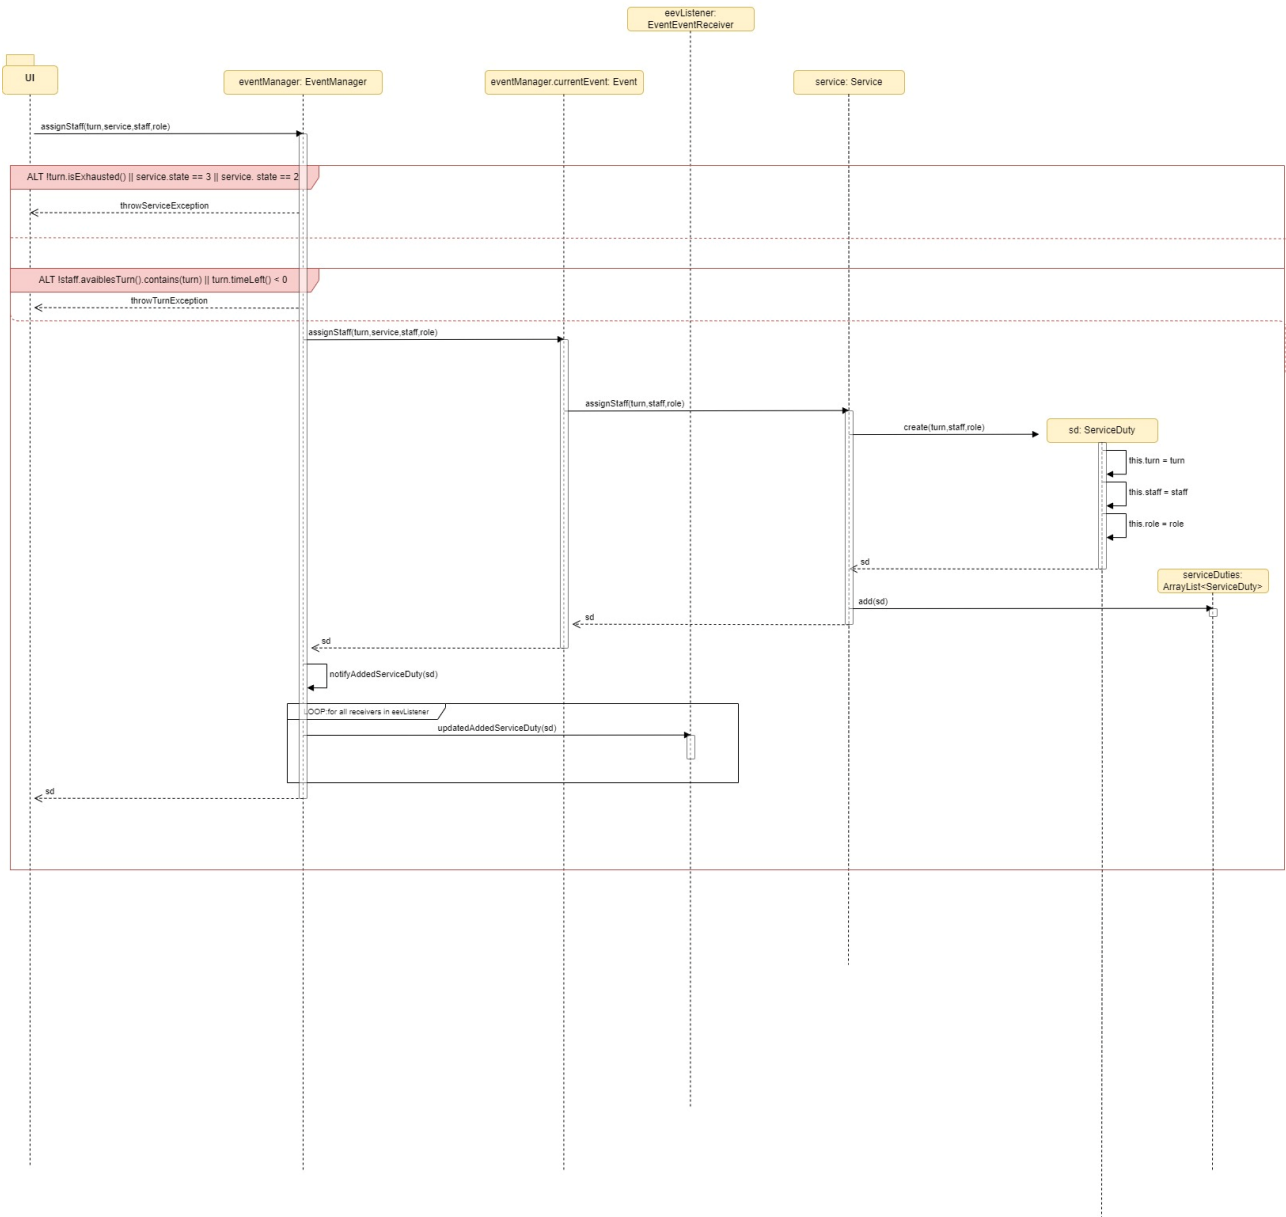 eevListener:
EventEventReceiver
UI
eventManager: EventManager
eventManager.currentEvent: Event
service: Service
assignStaff(turn,service,staff,role)
ALT !turn.isExhausted() || service.state == 3 || service. state == 2
throwServiceException
ALT !staff.avaiblesTurn().contains(turn) || turn.timeLeft() < 0
throwTurnException
assignStaff(turn,service,staff,role)
assignStaff(turn,staff,role)
create(turn,staff,role)
sd: ServiceDuty
this.turn = turn
this.staff = staff
this.role = role
sd
serviceDuties:
ArrayList<ServiceDuty>
add(sd)
sd
sd
notifyAddedServiceDuty(sd)
LOOP:for all receivers in eevListener
updatedAddedServiceDuty(sd)
sd